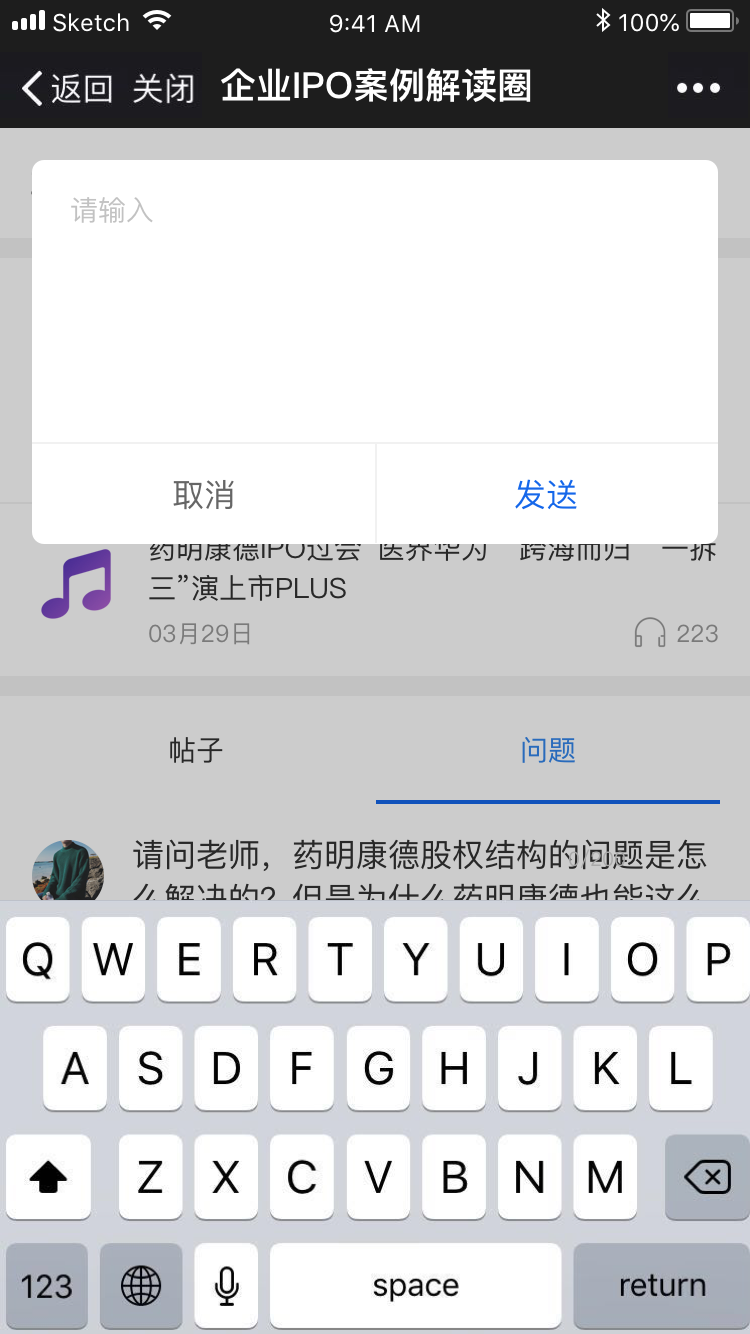 Sketch 9:41 AM 100%
返回 关闭 企业IPO案例解读圈
请输入
取消 发送
药明康德IPO过会 医界华为 跨海而归 一拆
三”演上市PLUS
03月29日 223
帖子 问题
请问老师，药明康德股权结构的问题是怎
么解决的？但是为什么药明康德也能这么
Q W E R T Y U I O P
A S D F G H J K L
Z X C V B N M
123 space return